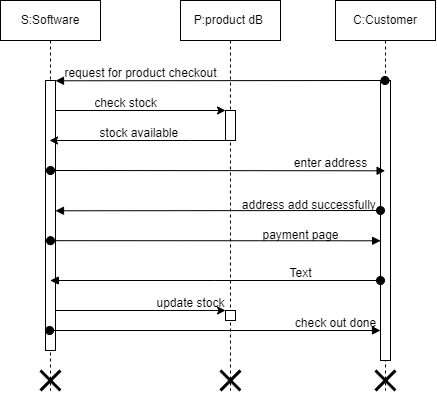 S:Software
P:product dB
C:Customer
request for product checkout
check stock
stock available
enter address
address add successfully
payment page
Text
update stock
check out done